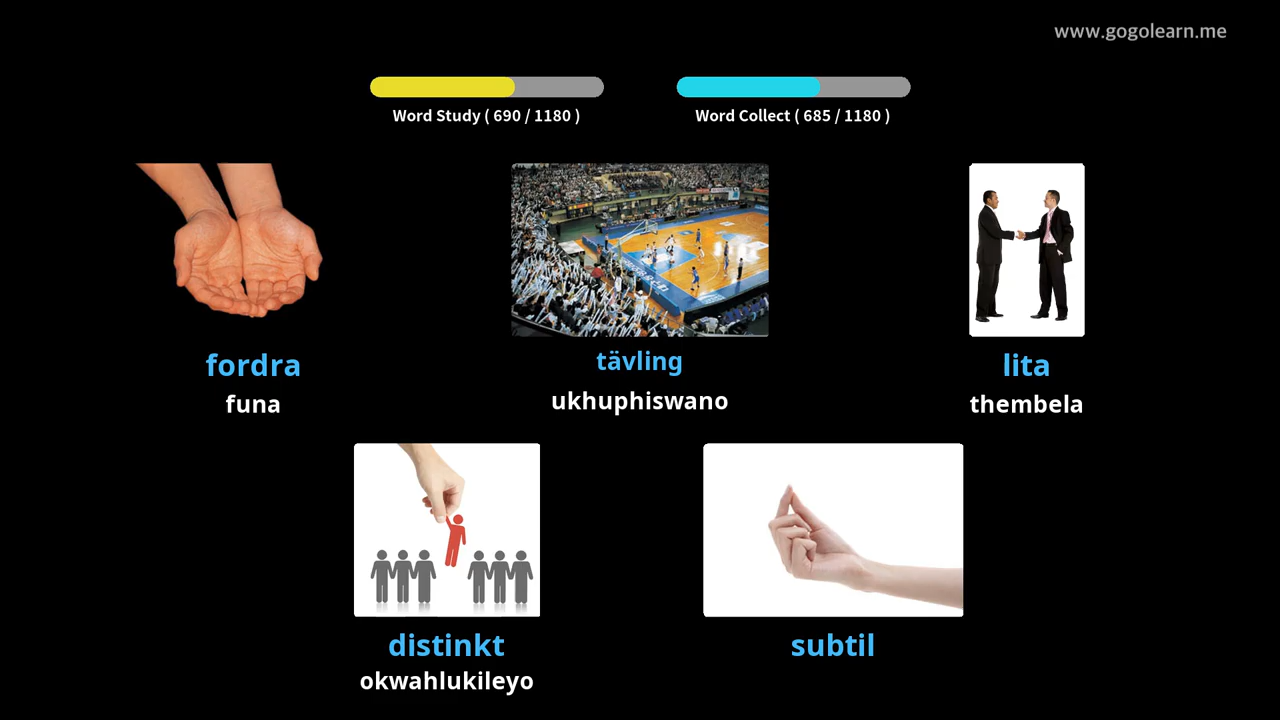 www.gogolearn.me
Word Study ( 690 / 1180 )
Word Collect ( 685 / 1180 )
fordra
funa
tävling
ukhuphiswano
lita
thembela
distinkt
okwahlukileyo
subtil